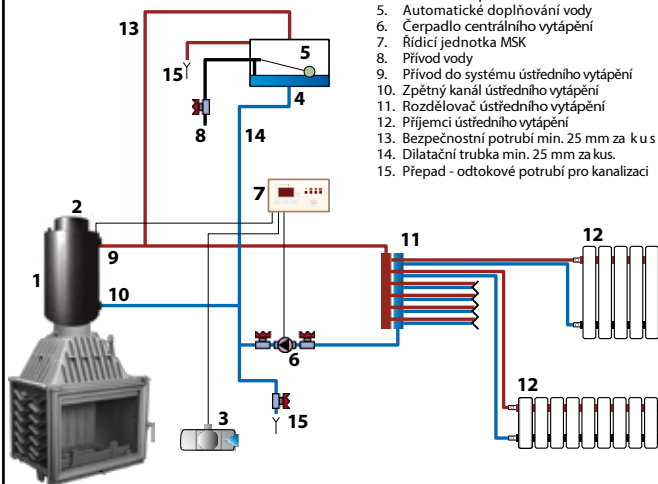 5. Automatické doplňování vody
6. Čerpadlo centrálního vytápění
7. Řídicí jednotka MSK
8. Přívod vody
9. Přívod do systému ústředního vytápění
10. Zpětný kanál ústředního vytápění
11. Rozdělovač ústředního vytápění
12. Příjemci ústředního vytápění
13. Bezpečnostní potrubí min. 25 mm za kus
14. Dilatační trubka min. 25 mm za kus.
15. Přepad - odtokové potrubí pro kanalizaci
13
5
15
4
8
14
7
2
12
11
9
1
10
6
12
3
15